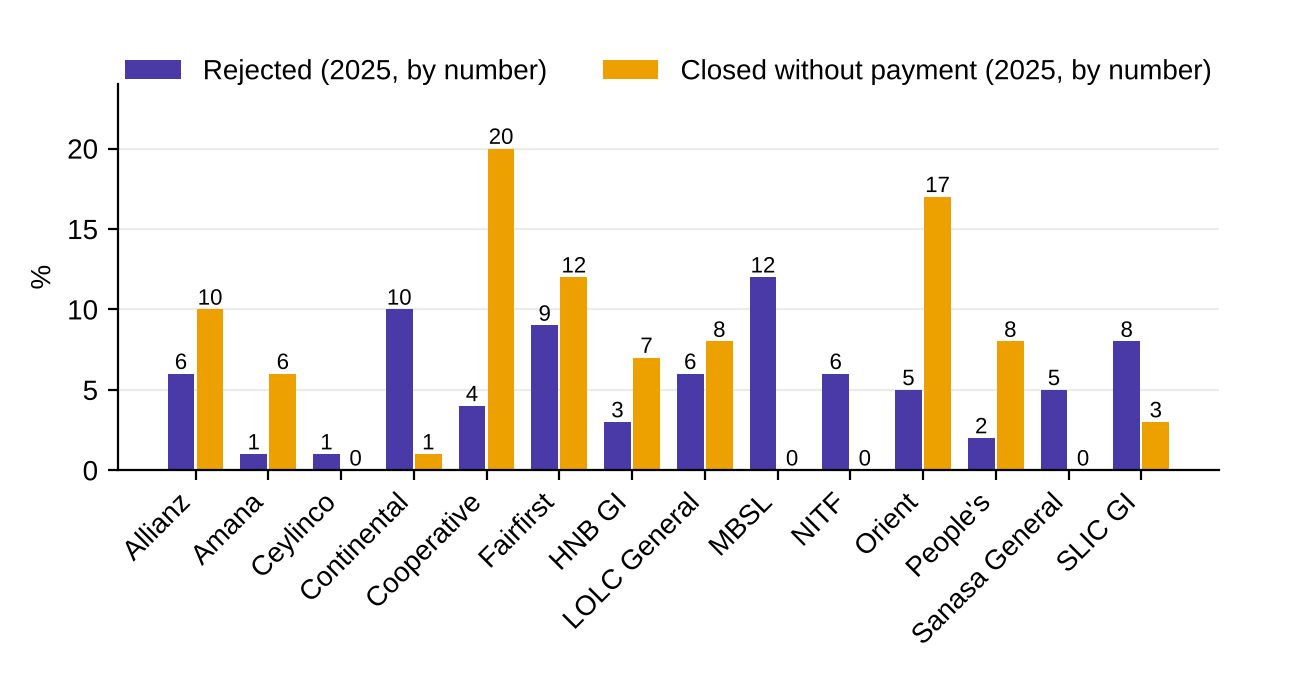 Rejected (2025, by number) Closed without payment (2025, by number)
%
20
15
10
5
0
6 10
1 6
1 0
10 1
4 20
9 12
3 7
6 8
12 0
6 0
5 17
2 8
5 0
8 3
Allianz
Amana
Ceylinco
Continental
Cooperative
Fairfirst
HNB GI
LOLC General
MBSL
NITF
Orient
People's
Sanasa General
SLIC GI